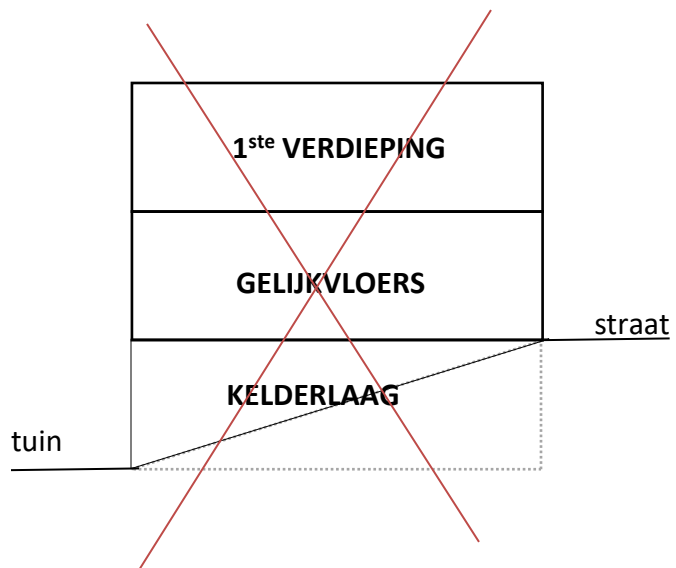 1ste VERDIEPING
GELIJKVLOERS
straat
KELDERLAAG
tuin